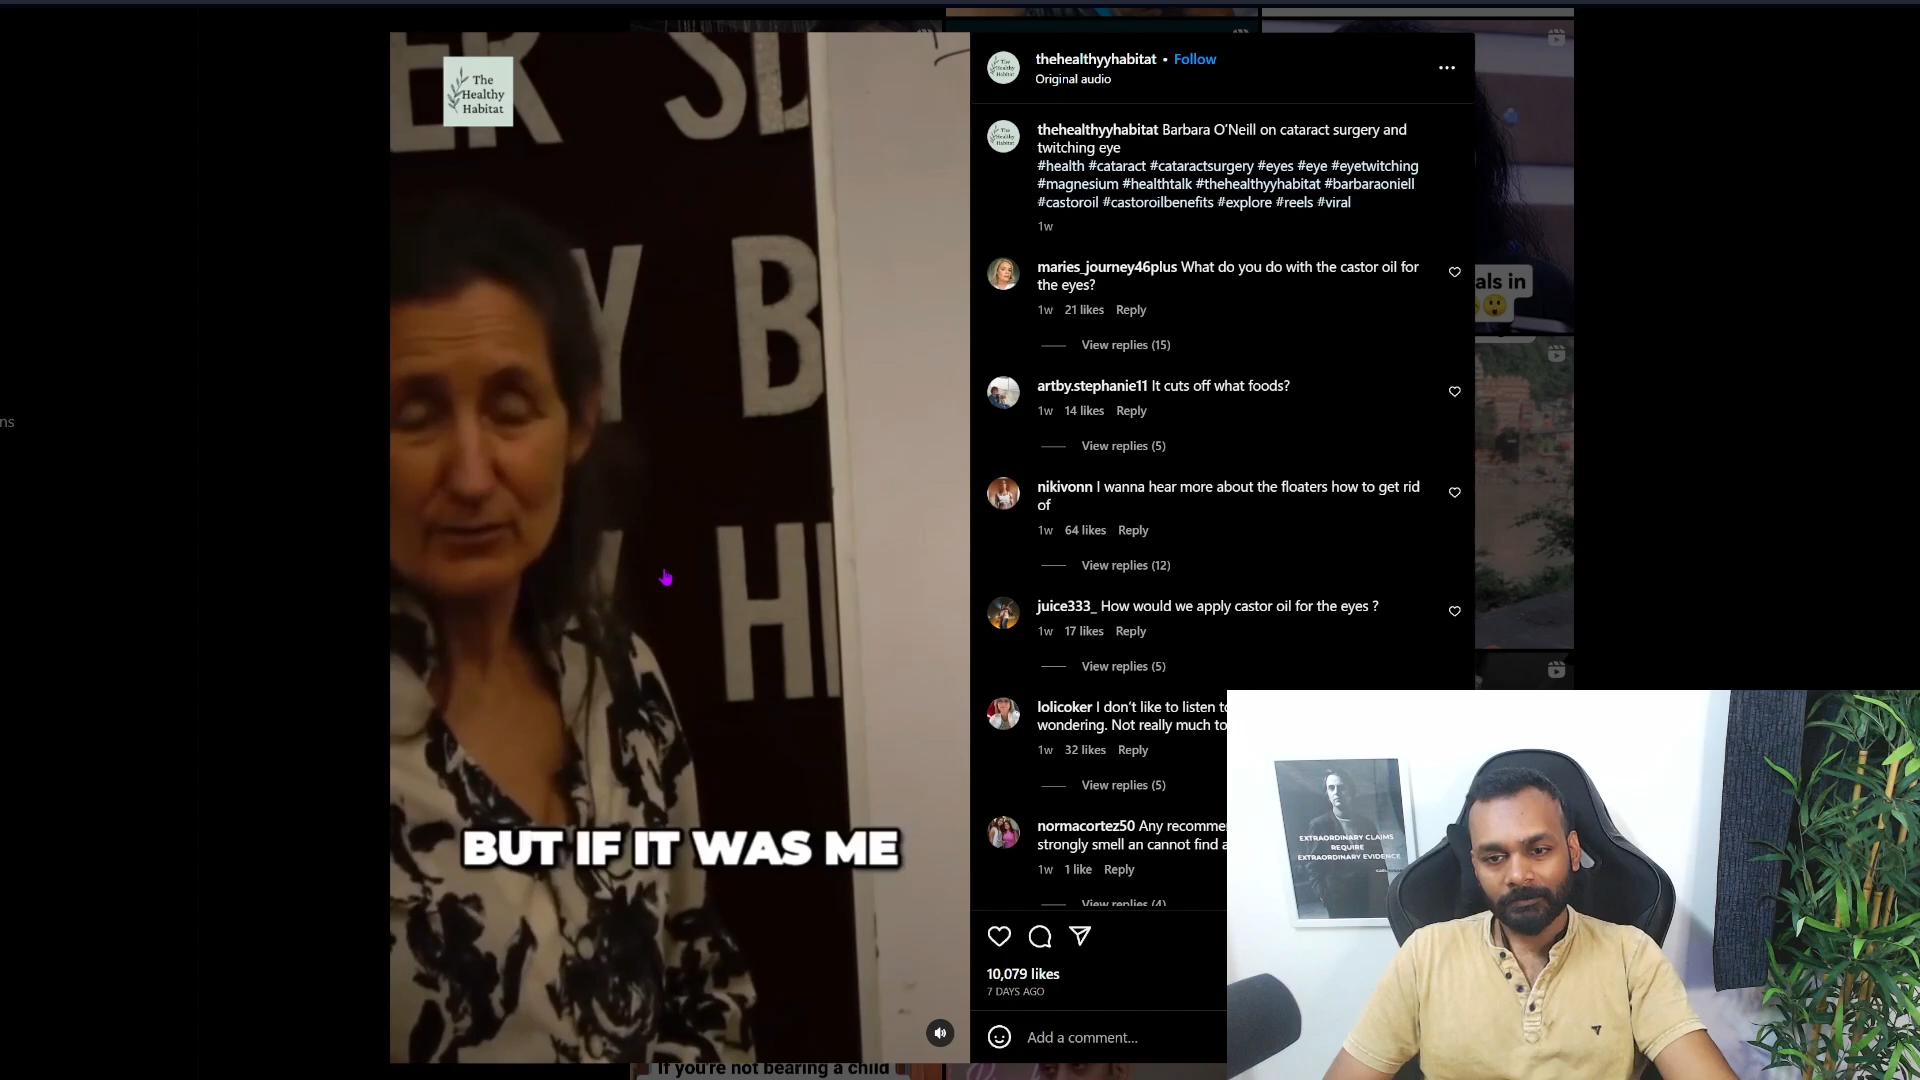 ER SD
Y B
Y HI
The
Healthy
Habitat
BUT IF IT WAS ME
ns
thehealthyyhabitat • Follow
Original audio
thehealthyyhabitat Barbara O'Neill on cataract surgery and
twitching eye
#health #cataract #cataractsurgery #eyes #eye #eyetwitching
#magnesium #healthtalk #thehealthyyhabitat #barbaraoniell
#castoroil #castoroilbenefits #explore #reels #viral
1w
maries_journey46plus What do you do with the castor oil for
the eyes?
1w 21 likes Reply
View replies (15)
artby.stephanie11 It cuts off what foods?
1w 14 likes Reply
View replies (5)
nikivonn I wanna hear more about the floaters how to get rid
of
1w 64 likes Reply
View replies (12)
juice333_ How would we apply castor oil for the eyes ?
1w 17 likes Reply
View replies (5)
lolicoker I don't like to listen to
wondering. Not really much to
1w 32 likes Reply
View replies (5)
normacortez50 Any recomme
strongly smell an cannot find a
1w 1 like Reply
View replies (4)
10,079 likes
7 DAYS AGO
Add a comment...
als in
If you're not bearing a child
EXTRAORDINARY CLAIMS
REQUIRE
EXTRAORDINARY EVIDENCE